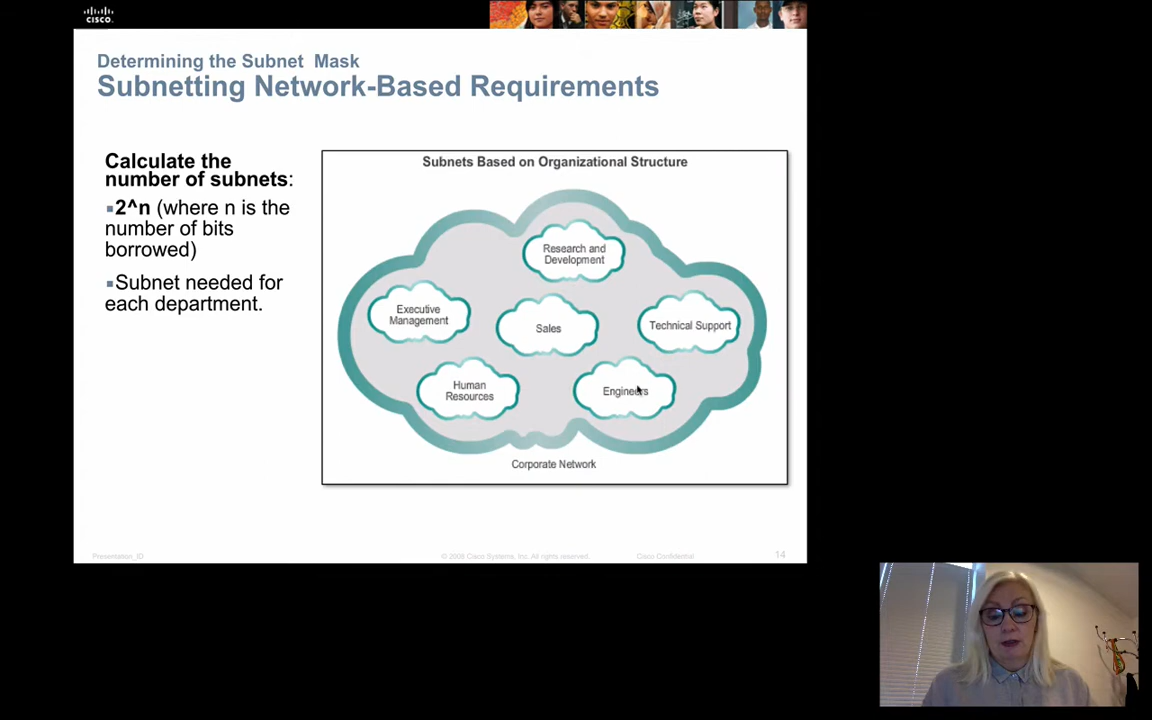 CISCO
Determining the Subnet Mask
Subnetting Network-Based Requirements
Calculate the
number of subnets:
2^n (where n is the
number of bits
borrowed)
Subnet needed for
each department.
Subnets Based on Organizational Structure
Research and
Development
Executive
Management
Sales
Technical Support
Human
Resources
Engineers
Corporate Network
Presentation_ID
© 2008 Cisco Systems, Inc. All rights reserved.
Cisco Confidential
14